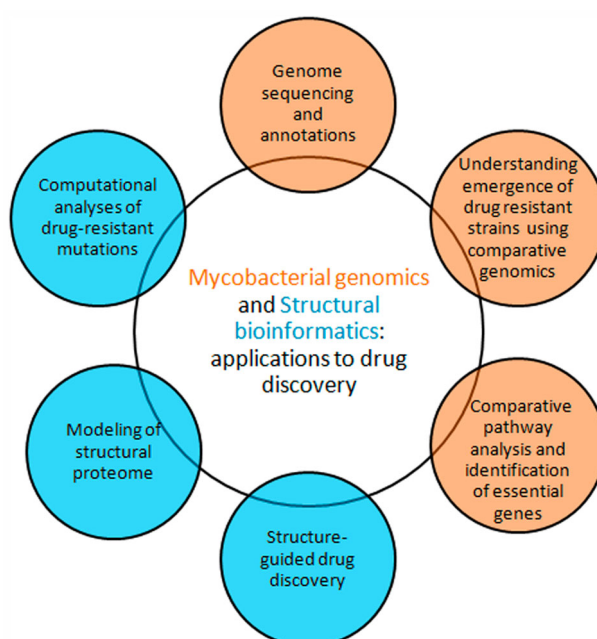 Genome
sequencing
and
annotations
Understanding
emergence of
drug resistant
strains using
comparative
genomics
Comparative
pathway
analysis and
identification
of essential
genes
Structure-
guided drug
discovery
Modeling of
structural
proteome
Computational
analyses of
drug-resistant
mutations
Mycobacterial genomics
and Structural
bioinformatics:
applications to drug
discovery